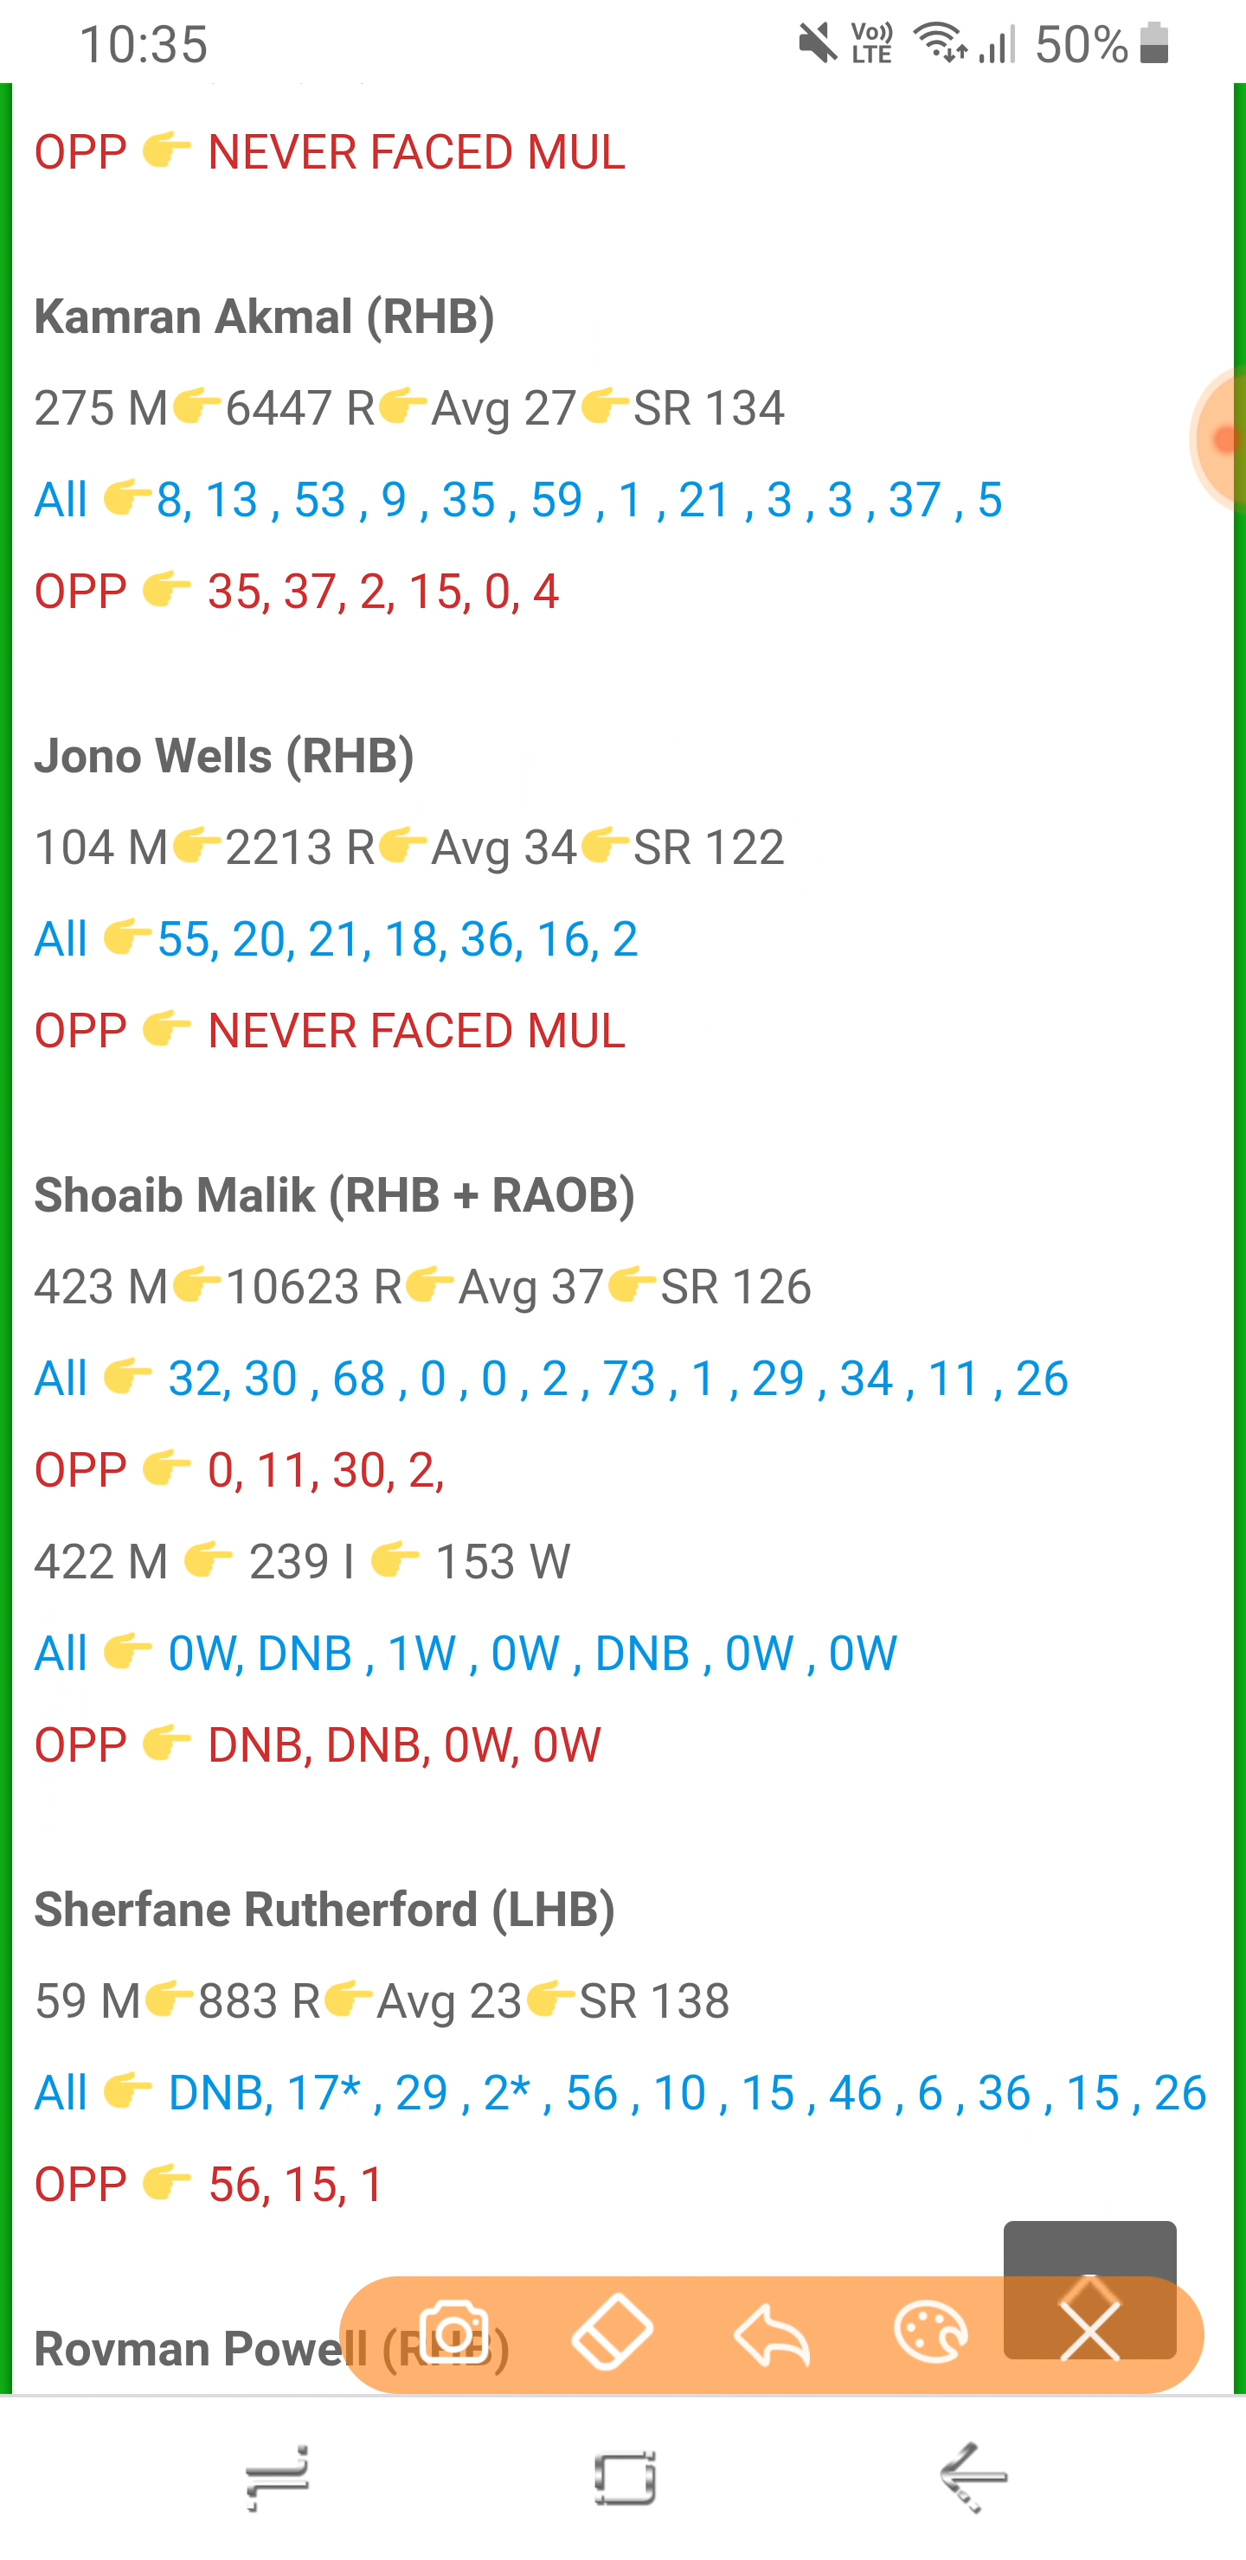 10:35 Vo)) LTE 50%
OPP 👉 NEVER FACED MUL
Kamran Akmal (RHB)
275 M👉6447 R👉Avg 27👉SR 134
All 👉8, 13 , 53 , 9 , 35 , 59 , 1 , 21 , 3 , 3 , 37 , 5
OPP 👉 35, 37, 2, 15, 0, 4
Jono Wells (RHB)
104 M👉2213 R👉Avg 34👉SR 122
All 👉55, 20, 21, 18, 36, 16, 2
OPP 👉 NEVER FACED MUL
Shoaib Malik (RHB + RAOB)
423 M👉10623 R👉Avg 37👉SR 126
All 👉 32, 30 , 68 , 0 , 0 , 2 , 73 , 1 , 29 , 34 , 11 , 26
OPP 👉 0, 11, 30, 2,
422 M 👉 239 I 👉 153 W
All 👉 0W, DNB , 1W , 0W , DNB , 0W , 0W
OPP 👉 DNB, DNB, 0W, 0W
Sherfane Rutherford (LHB)
59 M👉883 R👉Avg 23👉SR 138
All 👉 DNB, 17* , 29 , 2* , 56 , 10 , 15 , 46 , 6 , 36 , 15 , 26
OPP 👉 56, 15, 1
Rovman Powell (RHB)